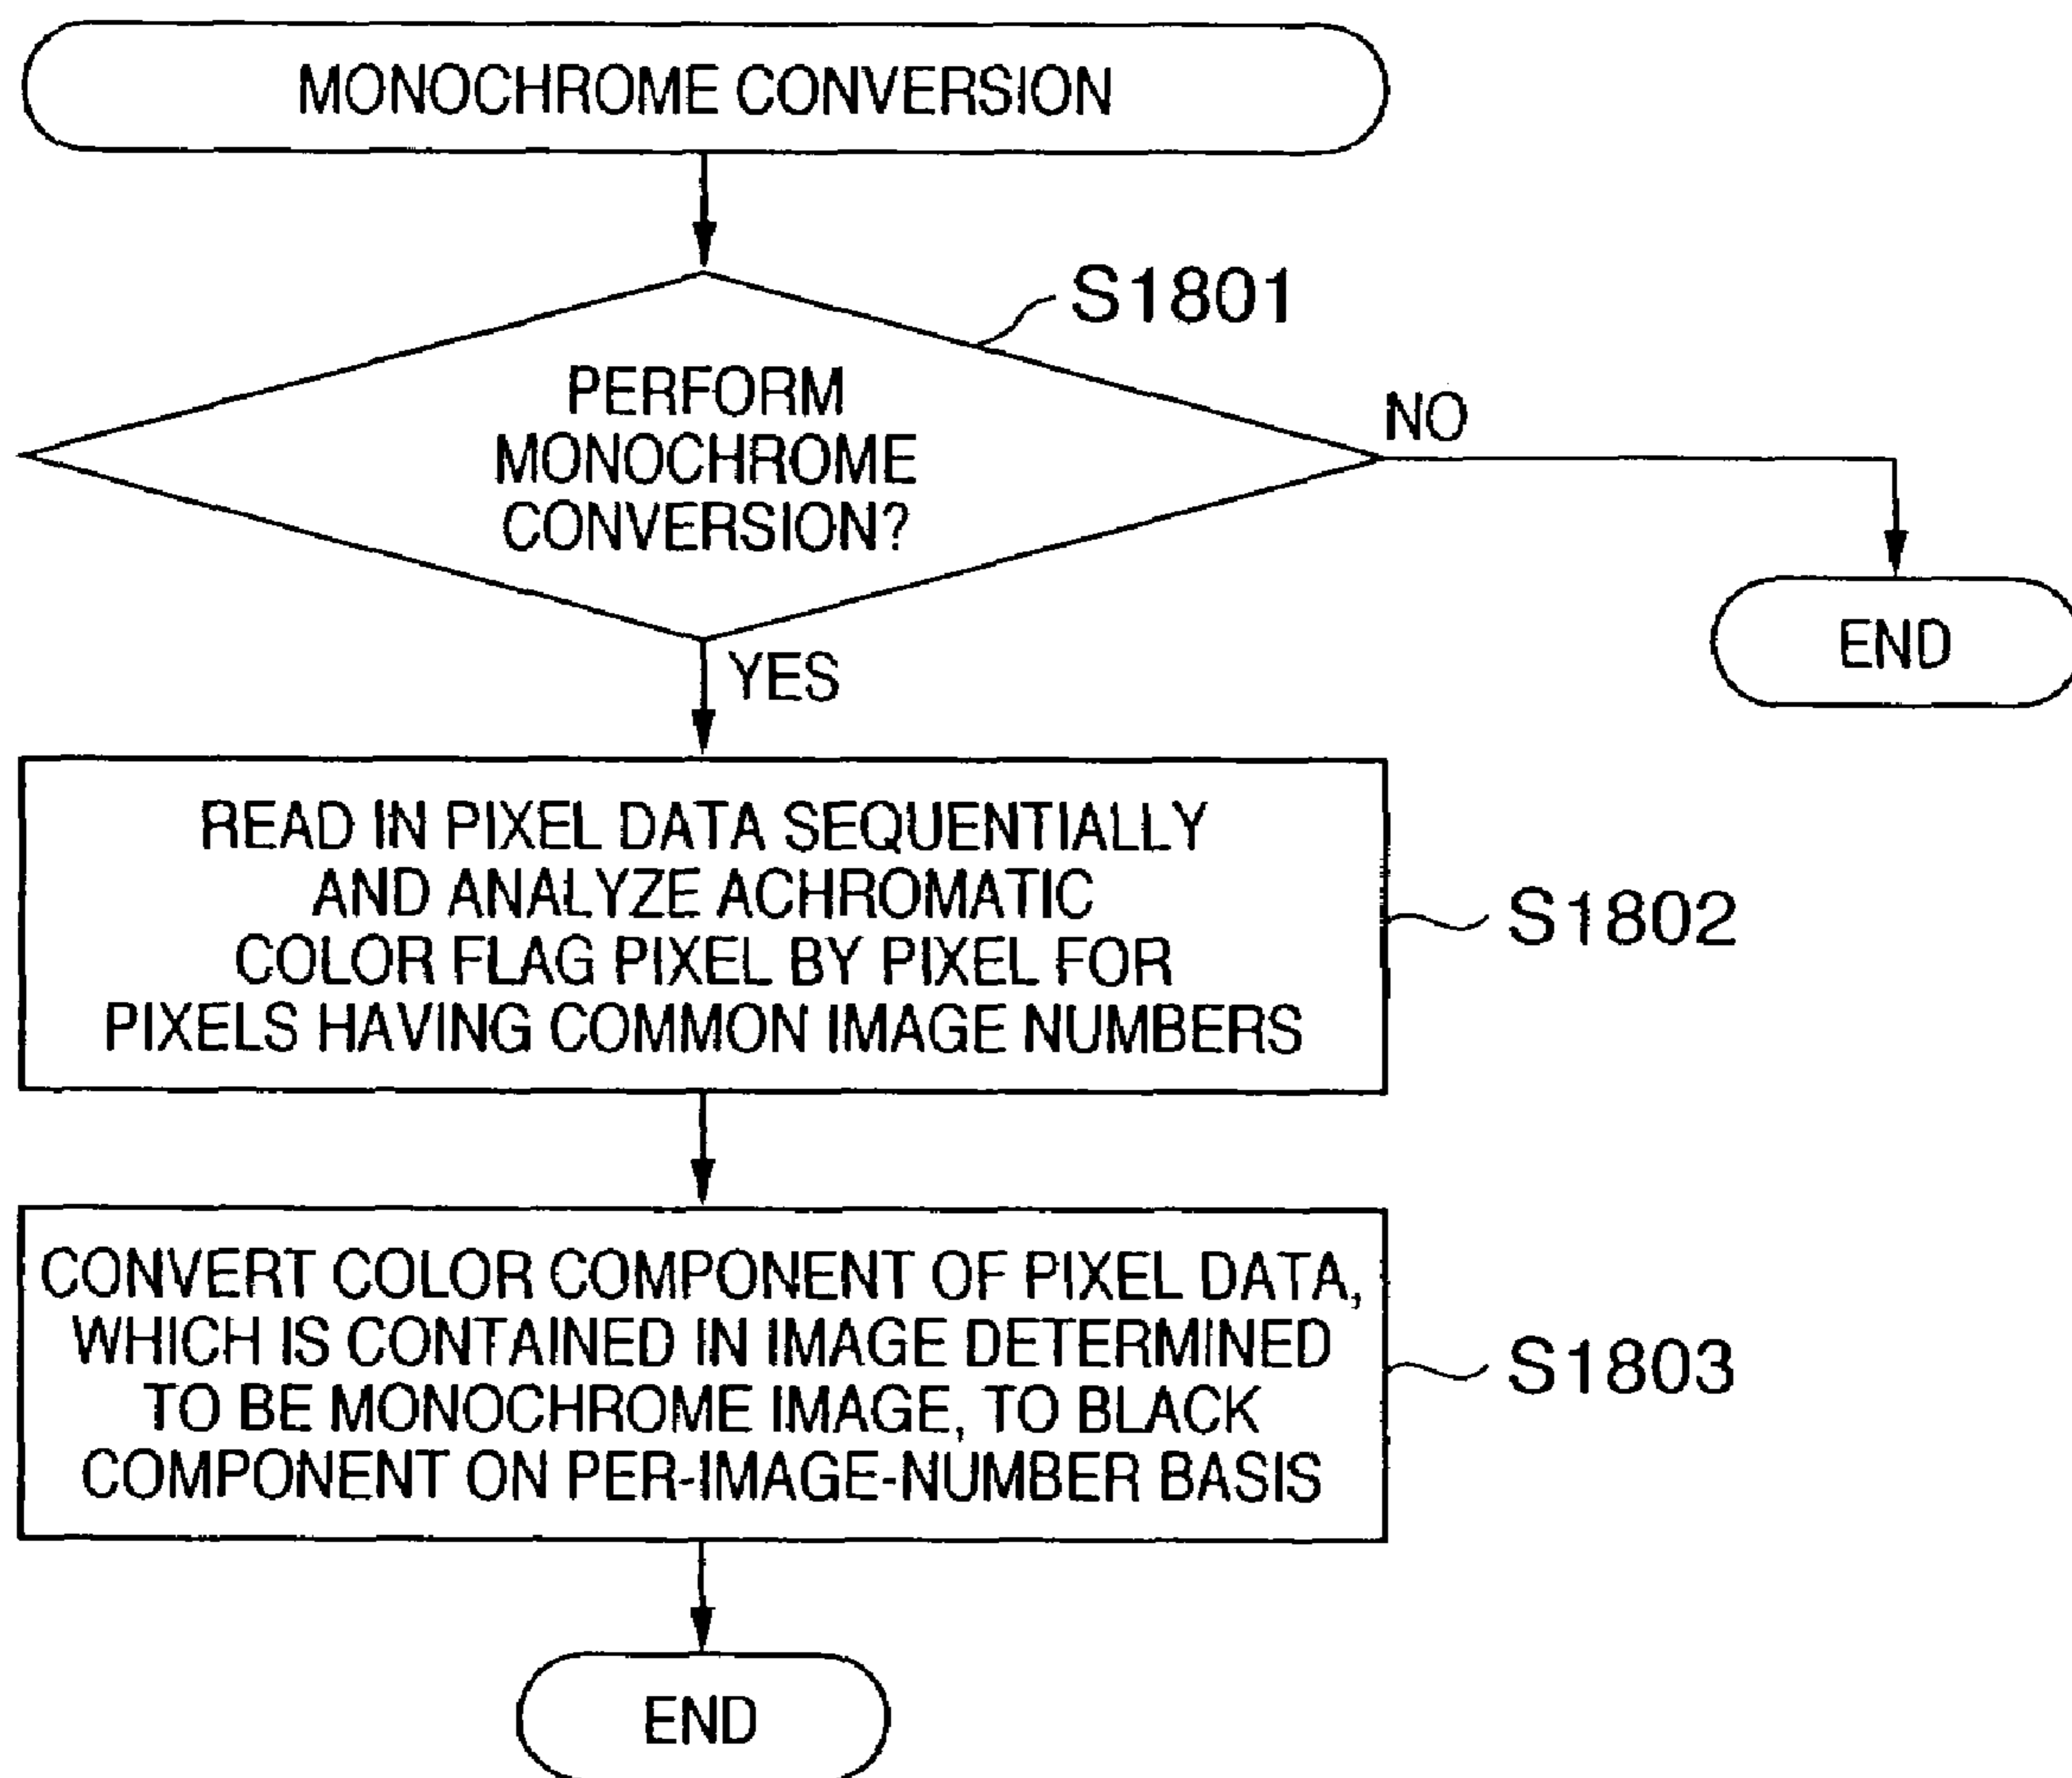 MONOCHROME CONVERSION
S1801
PERFORM
MONOCHROME
CONVERSION?
NO
END
YES
READ IN PIXEL DATA SEQUENTIALLY
AND ANALYZE ACHROMATIC
COLOR FLAG PIXEL BY PIXEL FOR
PIXELS HAVING COMMON IMAGE NUMBERS
S1802
CONVERT COLOR COMPONENT OF PIXEL DATA,
WHICH IS CONTAINED IN IMAGE DETERMINED
TO BE MONOCHROME IMAGE, TO BLACK
COMPONENT ON PER-IMAGE-NUMBER BASIS
S1803
END